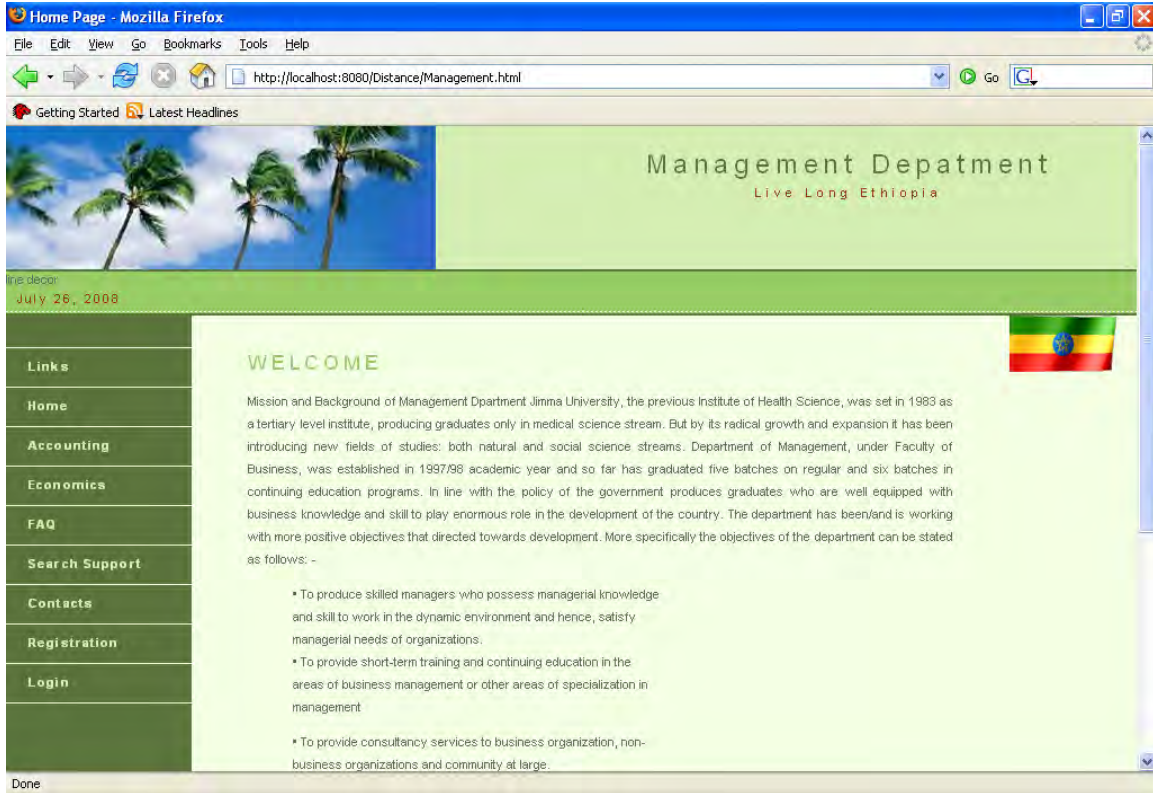 Home Page - Mozilla Firefox
File Edit View Go Bookmarks Tools Help
http://localhost:8080/Distance/Management.html Go
Getting Started Latest Headlines
Management Depatment
Live Long Ethiopia
line decor
July 26, 2008
Links
Home
Accounting
Economics
FAQ
Search Support
Contacts
Registration
Login
WELCOME
Mission and Background of Management Dpartment Jimma University, the previous Institute of Health Science, was set in 1983 as
a tertiary level institute, producing graduates only in medical science stream. But by its radical growth and expansion it has been
introducing new fields of studies: both natural and social science streams. Department of Management, under Faculty of
Business, was established in 1997/98 academic year and so far has graduated five batches on regular and six batches in
continuing education programs. In line with the policy of the government produces graduates who are well equipped with
business knowledge and skill to play enormous role in the development of the country. The department has been/and is working
with more positive objectives that directed towards development. More specifically the objectives of the department can be stated
as follows: -
• To produce skilled managers who possess managerial knowledge
and skill to work in the dynamic environment and hence, satisfy
managerial needs of organizations.
• To provide short-term training and continuing education in the
areas of business management or other areas of specialization in
management
• To provide consultancy services to business organization, non-
business organizations and community at large.
Done